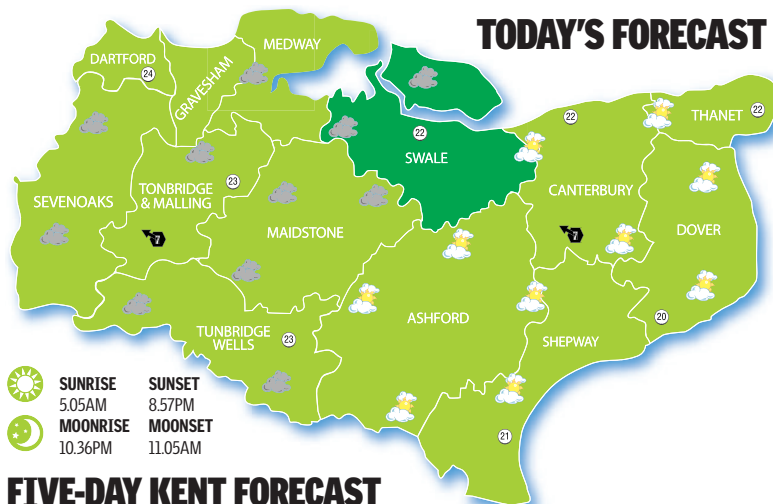 TODAY'S FORECAST
MEDWAY
DARTFORD
24
GRAVESHAM
22
THANET
22
22
SWALE
SEVENOAKS
TONBRIDGE
& MALLING
23
CANTERBURY
MAIDSTONE
DOVER
7
7
ASHFORD
20
TUNBRIDGE
WELLS
23
SHEPWAY
21
SUNRISE SUNSET
5.05AM 8.57PM
MOONRISE MOONSET
10.36PM 11.05AM
FIVE-DAY KENT FORECAST